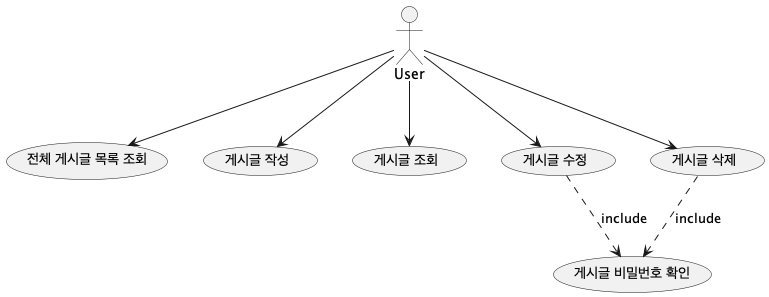 User
전체 게시글 목록 조회
게시글 작성
게시글 조회
게시글 수정
게시글 삭제
include
include
게시글 비밀번호 확인